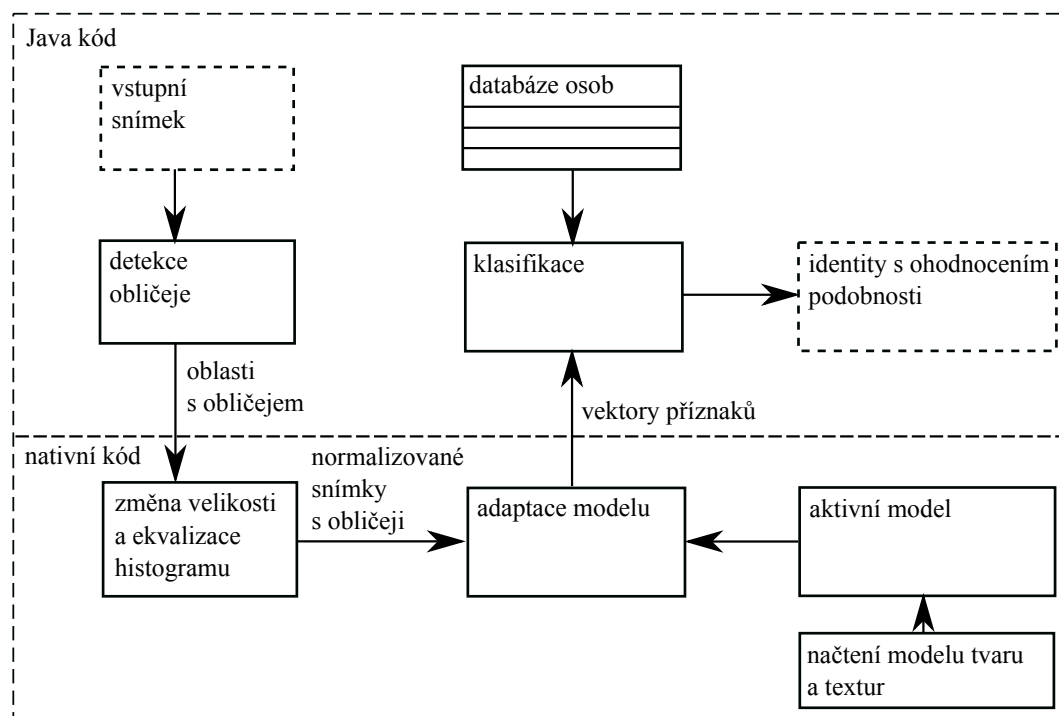 Java kód
vstupní
snímek
databáze osob
detekce
obličeje
klasifikace
identity s ohodnocením
podobnosti
oblasti
s obličejem
vektory příznaků
nativní kód
normalizované
snímky
s obličeji
změna velikosti
a ekvalizace
histogramu
adaptace modelu
aktivní model
načtení modelu tvaru
a textur